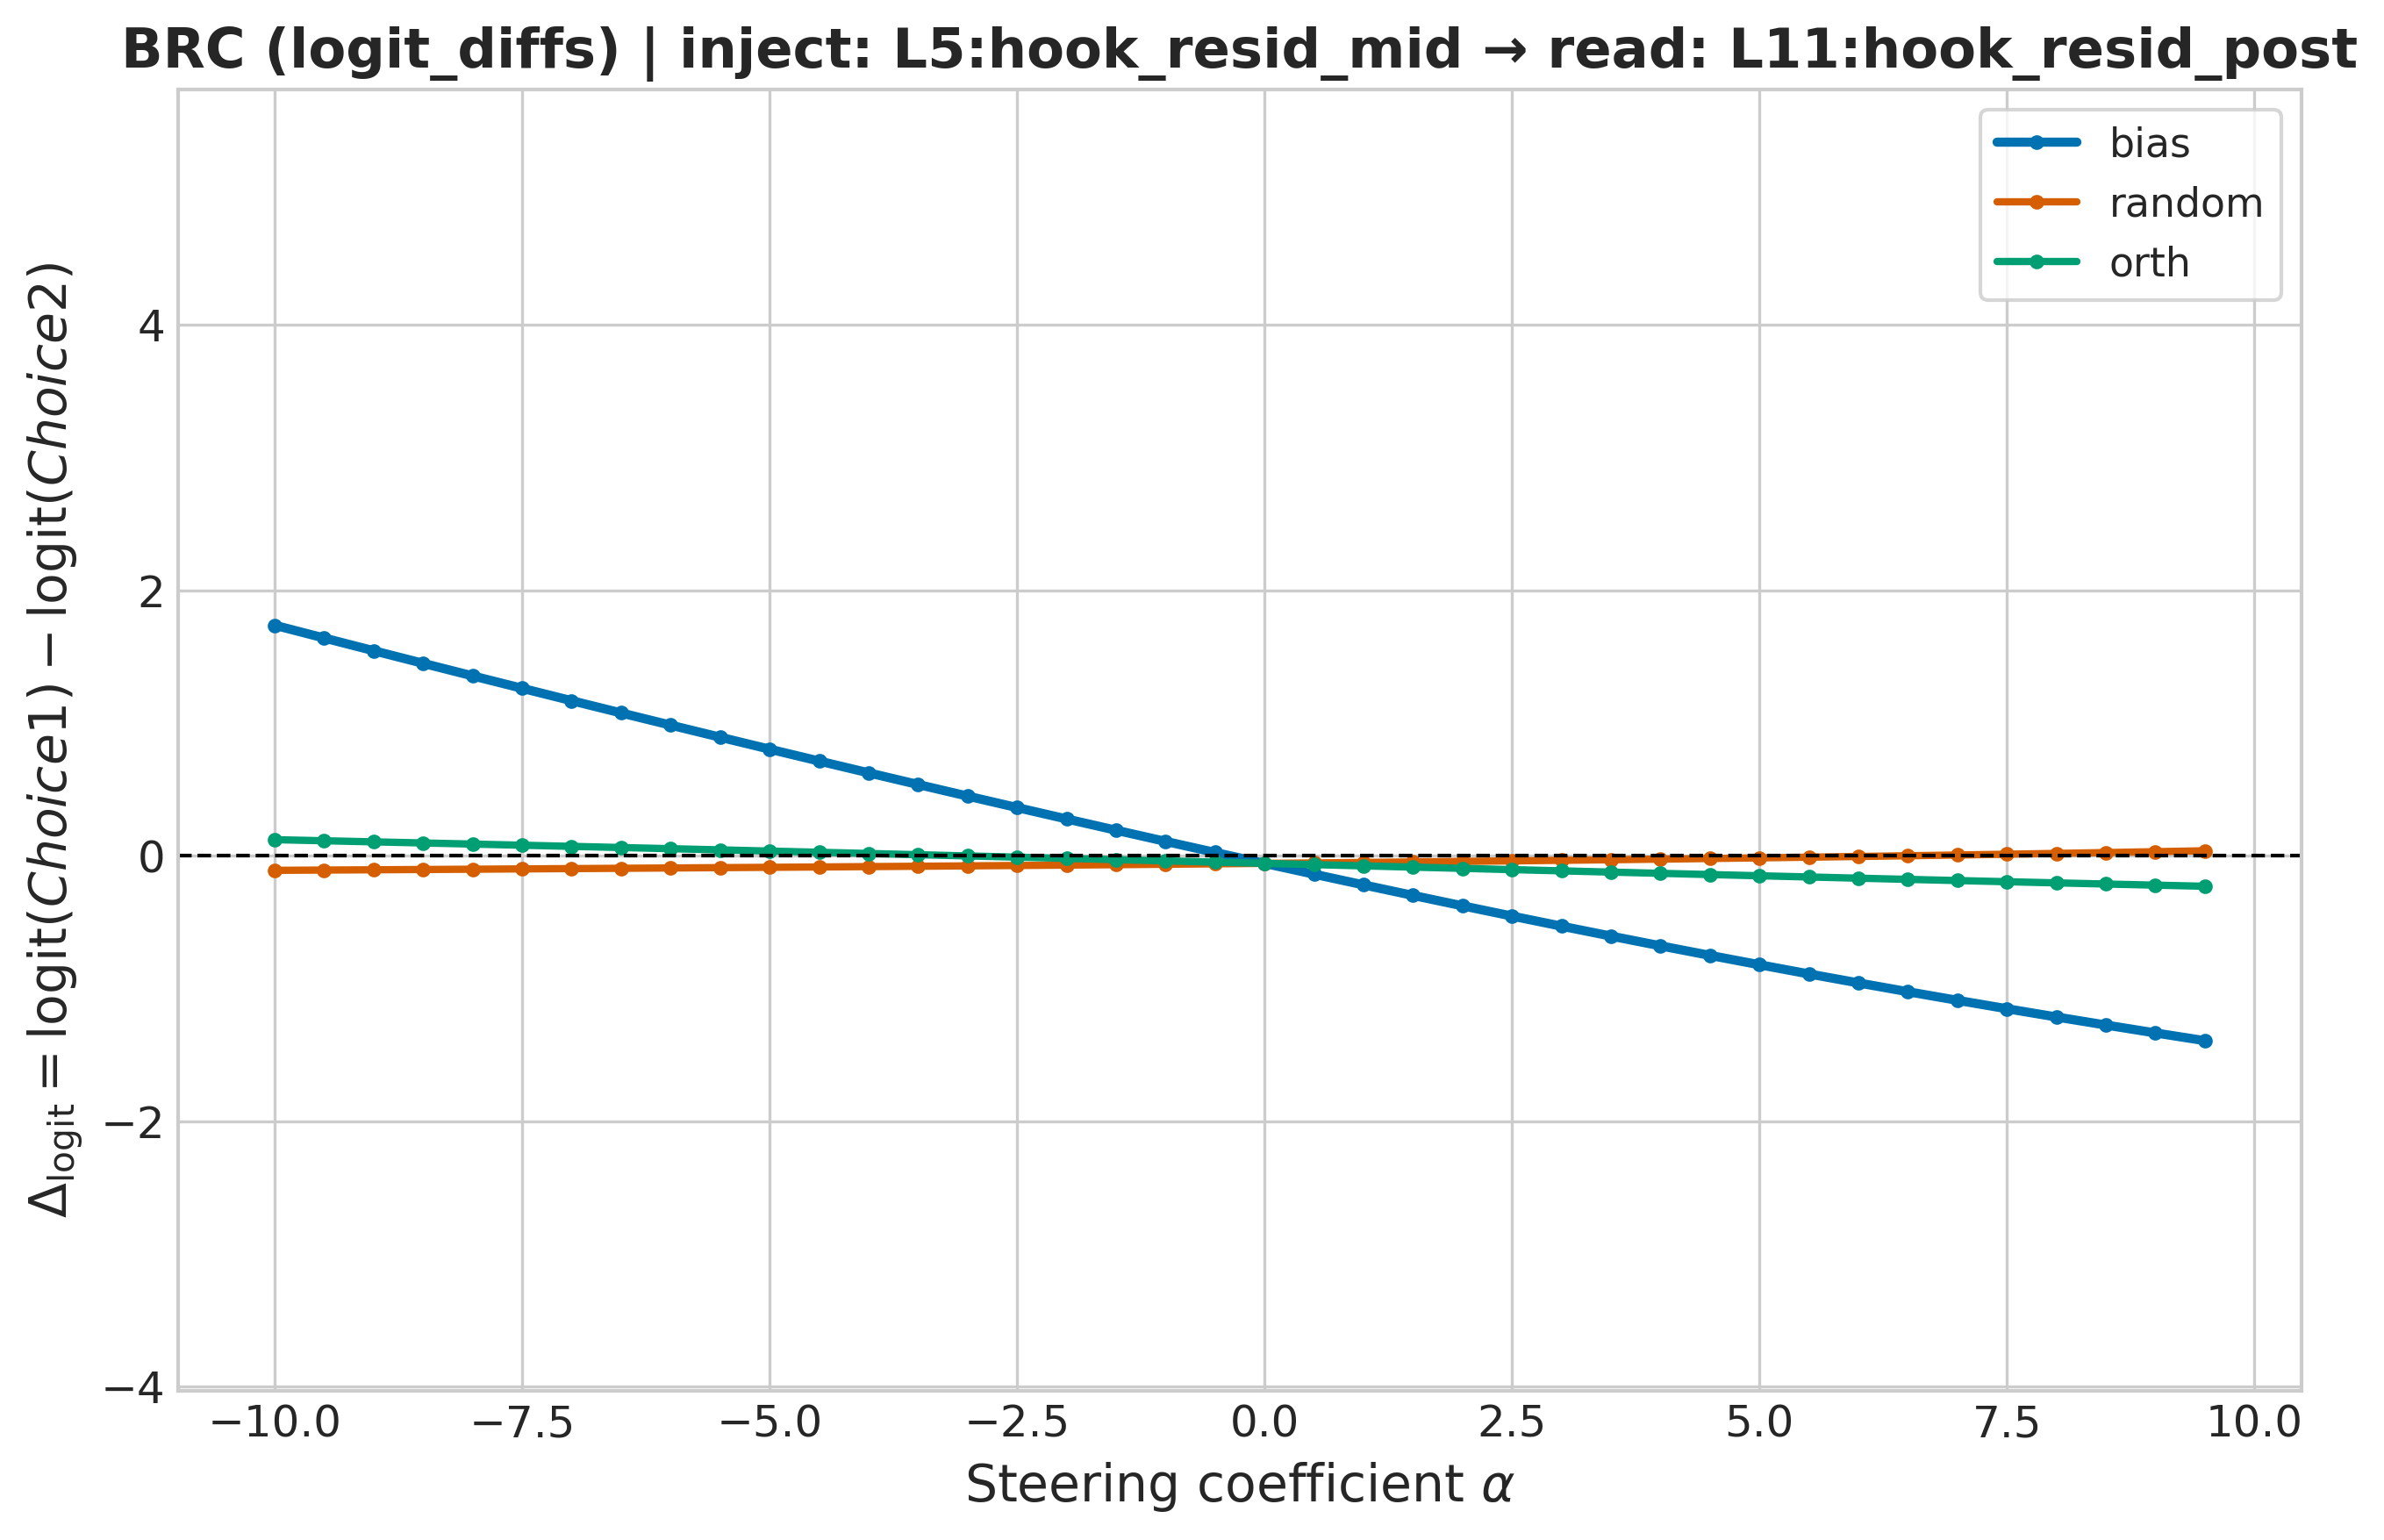 BRC (logit_diffs) | inject: L5:hook_resid_mid → read: L11:hook_resid_post
bias
random
orth
Δlogit = logit(Choice1) − logit(Choice2)
4
2
0
−2
−4
−10.0 −7.5 −5.0 −2.5 0.0 2.5 5.0 7.5 10.0
Steering coefficient α